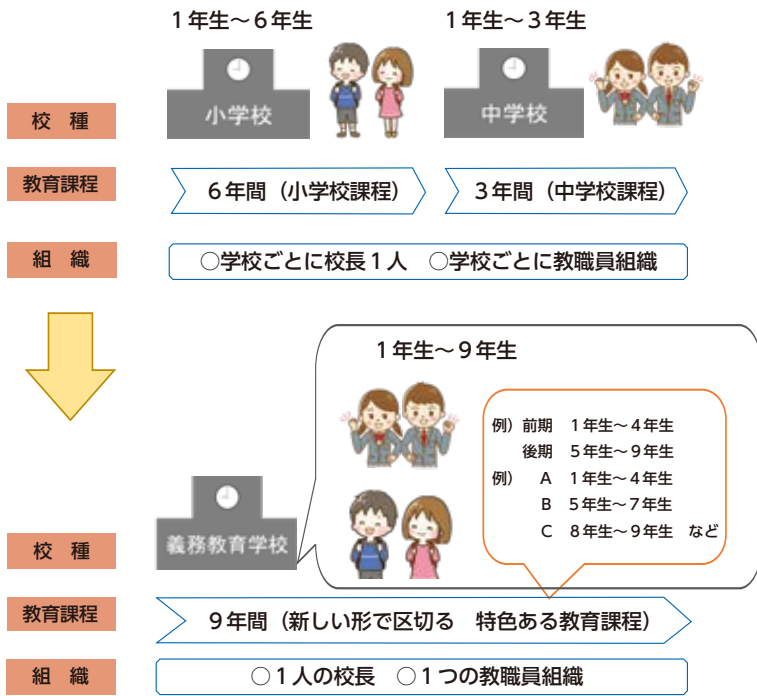 1年生～6年生
1年生～3年生
小学校
中学校
校　種
教育課程
6年間（小学校課程）
3年間（中学校課程）
組　織
○学校ごとに校長1人　○学校ごとに教職員組織
1年生～9年生
例）前期　1年生～4年生
後期　5年生～9年生
例）　A　1年生～4年生
B　5年生～7年生
C　8年生～9年生　など
義務教育学校
校　種
教育課程
9年間（新しい形で区切る　特色ある教育課程）
組　織
○1人の校長　○1つの教職員組織